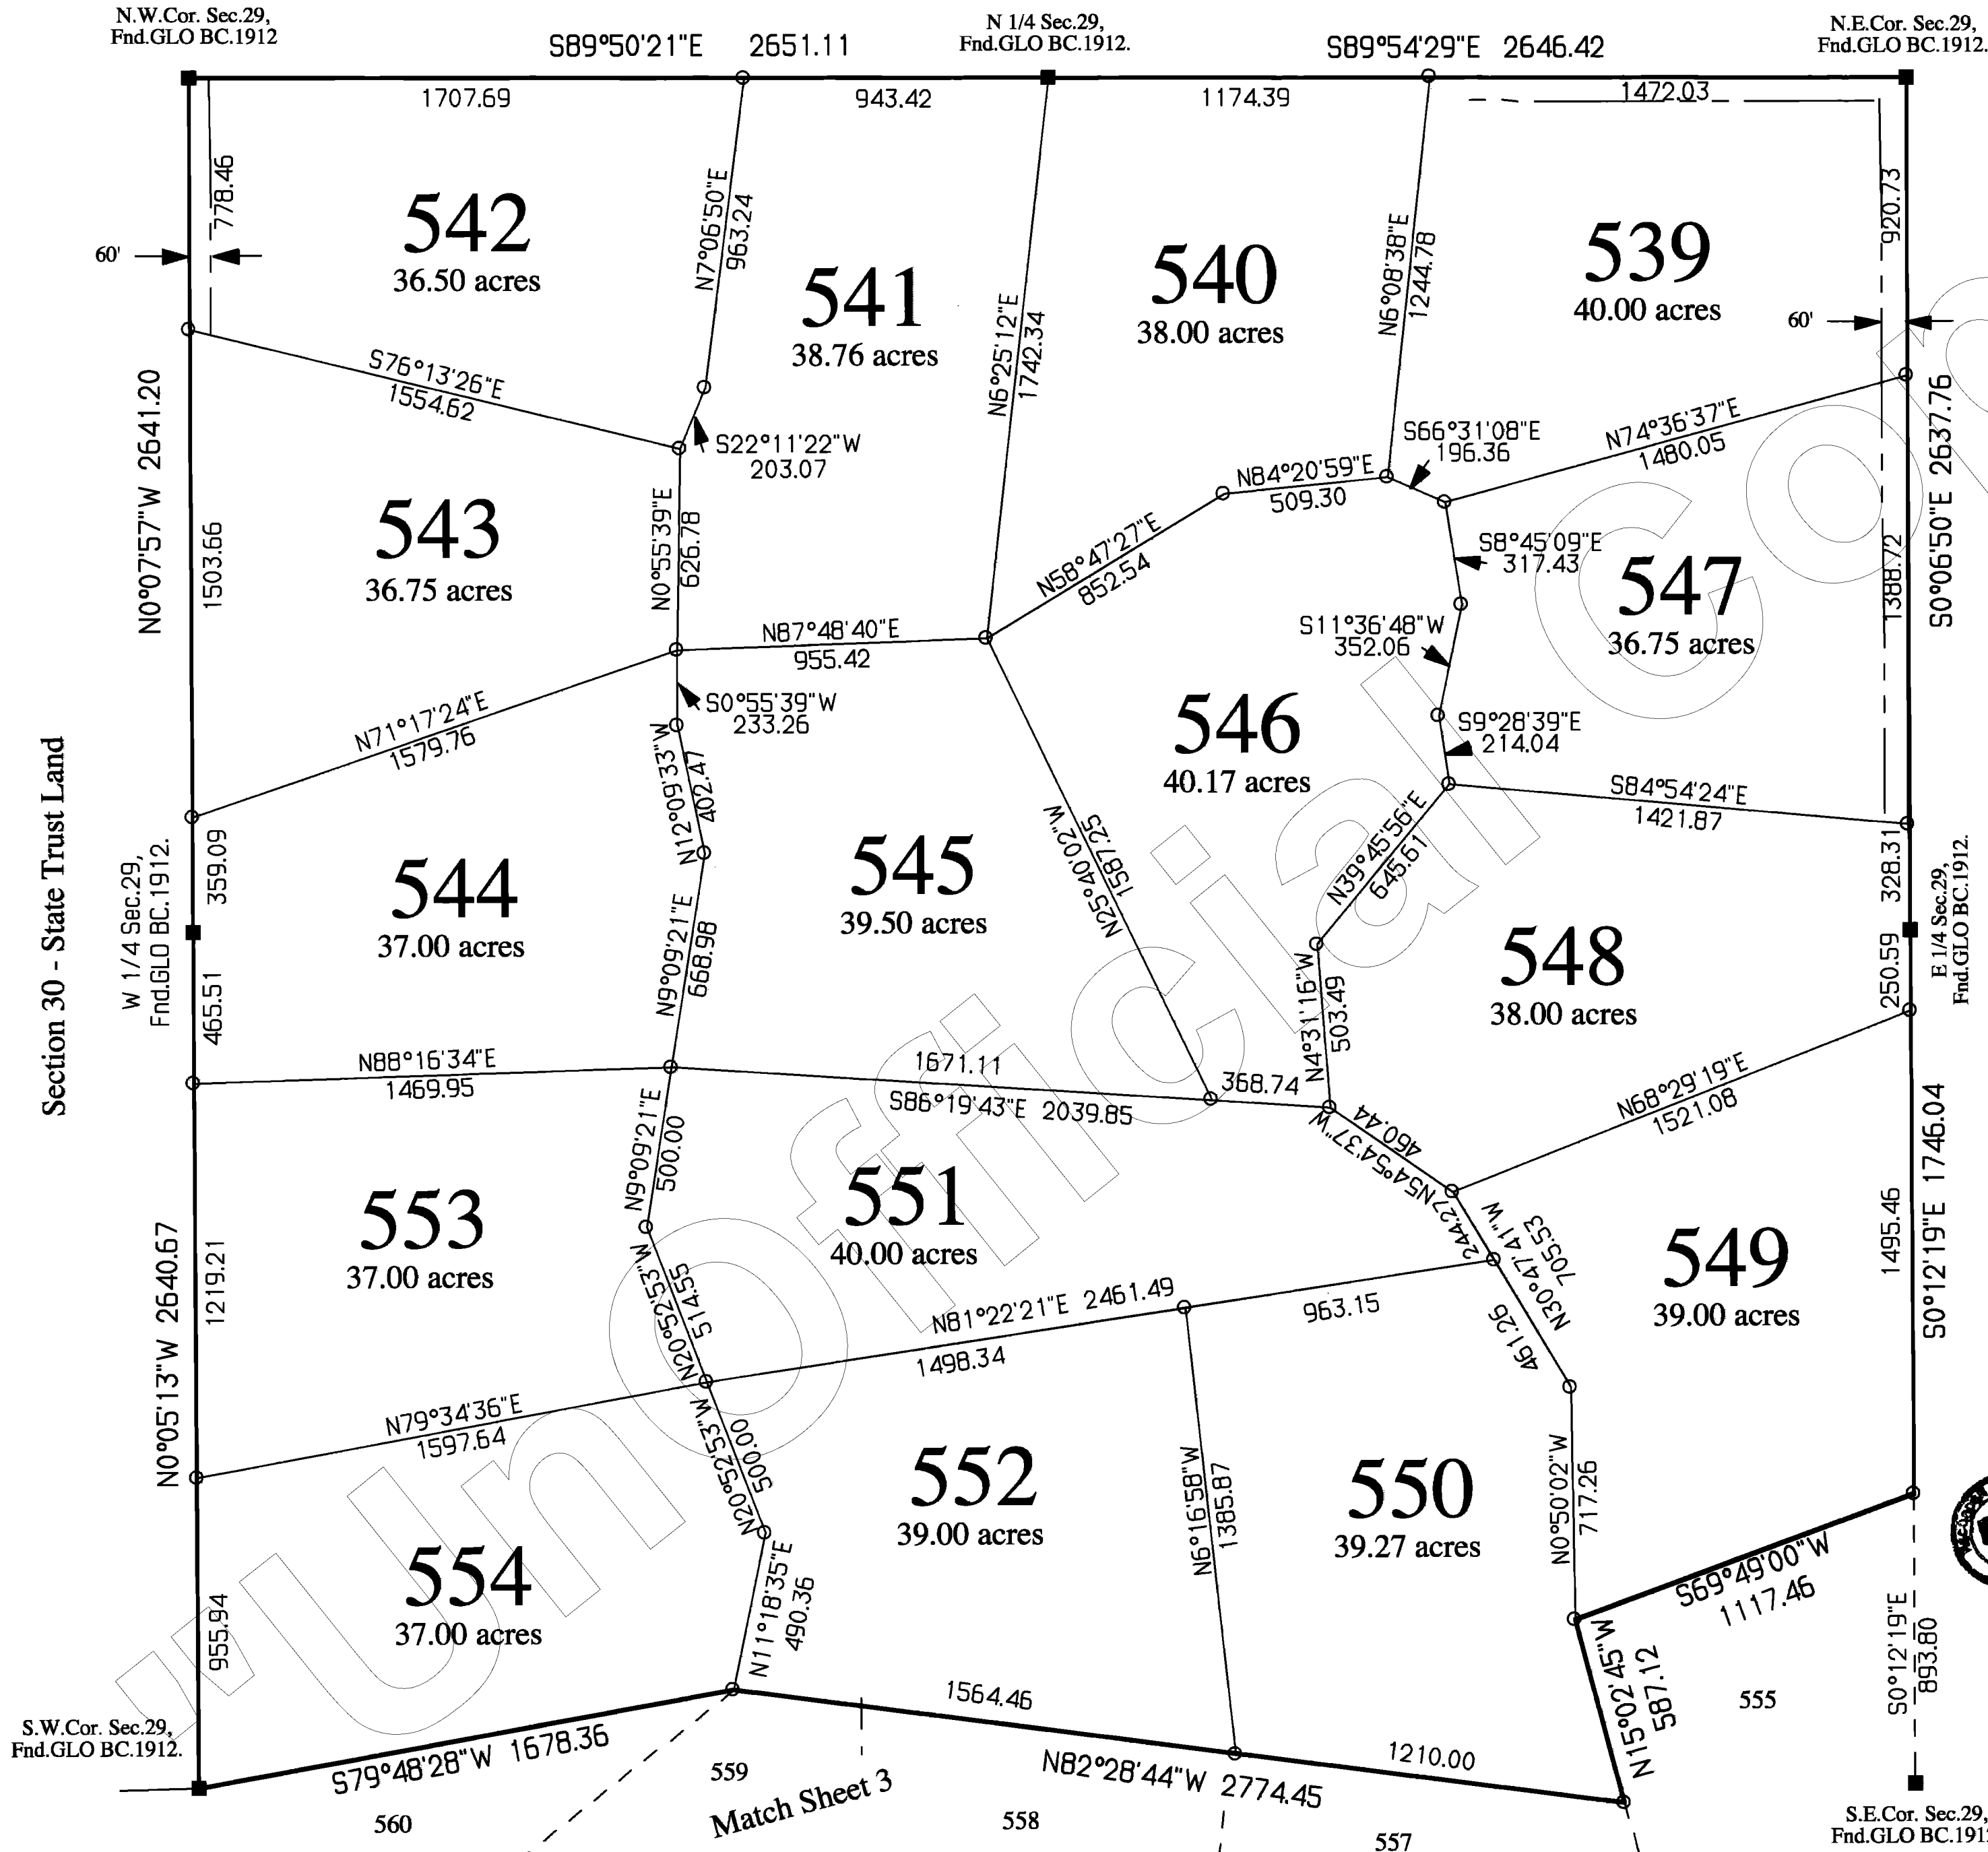 N.W.Cor. Sec.29,
Fnd.GLO BC.1912
S89°50'21"E 2651.11
N 1/4 Sec.29,
Fnd.GLO BC.1912.
S89°54'29"E 2646.42
N.E.Cor. Sec.29,
Fnd.GLO BC.1912.
1707.69
943.42
1174.39
1472.03
778.46
60'
542
36.50 acres
N7°06'50"E
963.24
541
38.76 acres
N6°25'12"E
1742.34
540
38.00 acres
N6°08'38"E
1244.78
539
40.00 acres
920.73
60'
S76°13'26"E
1554.62
S22°11'22"W
203.07
N0°07'57"W 2641.20
1503.66
543
36.75 acres
N0°55'39"E
626.78
N58°47'27"E
852.54
N84°20'59"E
509.30
S66°31'08"E
196.36
N74°36'37"E
1480.05
S8°45'09"E
317.43
547
36.75 acres
1388.72
S0°06'50"E 2637.76
S11°36'48"W
352.06
N87°48'40"E
955.42
N71°17'24"E
1579.76
S0°55'39"W
233.26
546
40.17 acres
S9°28'39"E
214.04
S84°54'24"E
1421.87
Section 30 - State Trust Land
W 1/4 Sec.29,
Fnd.GLO BC.1912.
359.09
465.51
544
37.00 acres
N12°09'33"W
402.47
N9°09'21"E
668.98
545
39.50 acres
N25°40'02"W
1587.25
N39°45'56"E
645.61
548
38.00 acres
328.31
250.59
E 1/4 Sec.29,
Fnd.GLO BC.1912.
N4°31'16"W
503.49
N88°16'34"E
1469.95
1671.11
368.74
S86°19'43"E 2039.85
N68°29'19"E
1521.08
N9°09'21"E
500.00
460.44
N54°54'37"W
553
37.00 acres
551
40.00 acres
244.27
N30°47'41"W
705.53
549
39.00 acres
1495.46
S0°12'19"E 1746.04
N0°05'13"W 2640.67
1219.21
N20°52'53"W
514.55
N81°22'21"E 2461.49
1498.34
963.15
461.26
N79°34'36"E
1597.64
N20°52'53"W
500.00
552
39.00 acres
N6°16'58"W
1385.87
550
39.27 acres
N0°50'02"W
717.26
554
37.00 acres
955.94
N11°18'35"E
490.36
S69°49'00"W
1117.46
N15°02'45"W
587.12
555
S0°12'19"E
893.80
S.W.Cor. Sec.29,
Fnd.GLO BC.1912.
S79°48'28"W 1678.36
1564.46
1210.00
N82°28'44"W 2774.45
559
Match Sheet 3
560
558
557
S.E.Cor. Sec.29,
"Unofficial